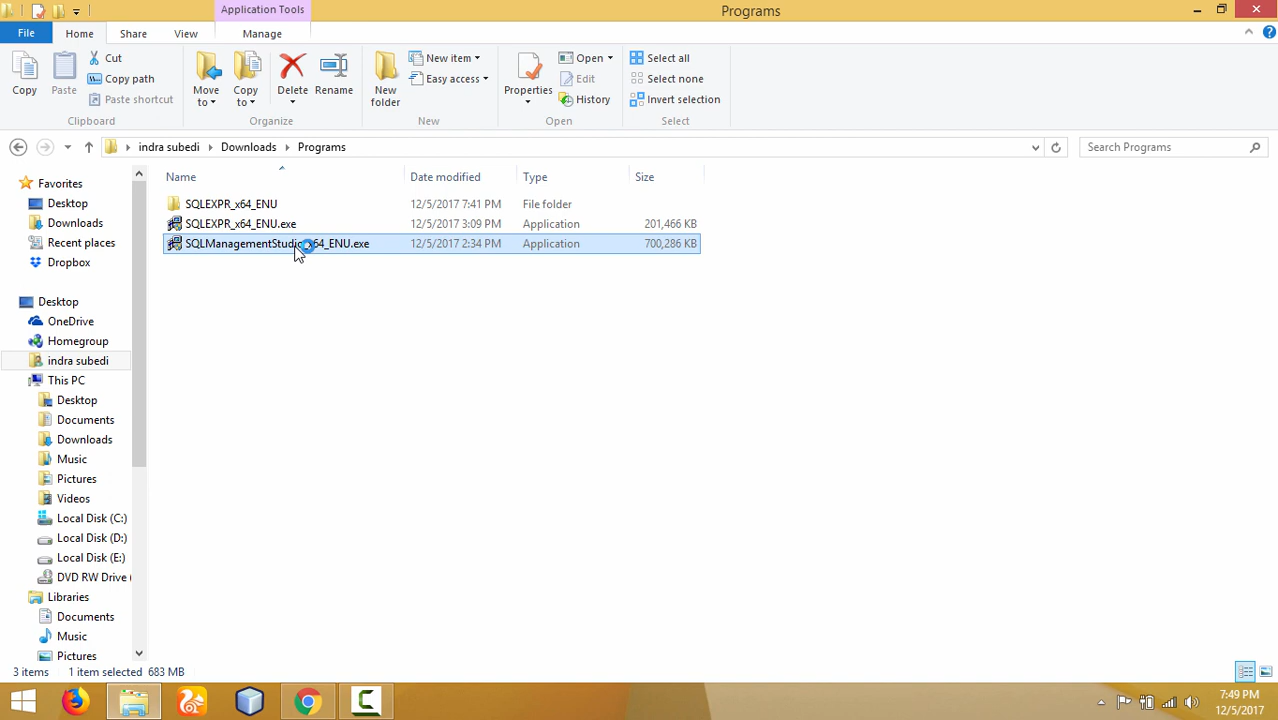 Application Tools
Programs
File
Home
Share
View
Manage
Copy
Paste
Cut
Copy path
Paste shortcut
Clipboard
Move to
Copy to
Delete
Rename
Organize
New folder
New item
Easy access
New
Properties
Open
Edit
History
Open
Select all
Select none
Invert selection
Select
indra subedi
Downloads
Programs
Search Programs
Name
Date modified
Type
Size
SQLEXPR_x64_ENU 12/5/2017 7:41 PM File folder
SQLEXPR_x64_ENU.exe 12/5/2017 3:09 PM Application 201,466 KB
SQLManagementStudio_x64_ENU.exe 12/5/2017 2:34 PM Application 700,286 KB
Favorites
Desktop
Downloads
Recent places
Dropbox
Desktop
OneDrive
Homegroup
indra subedi
This PC
Desktop
Documents
Downloads
Music
Pictures
Videos
Local Disk (C:)
Local Disk (D:)
Local Disk (E:)
DVD RW Drive (
Libraries
Documents
Music
Pictures
3 items 1 item selected 683 MB
7:49 PM
12/5/2017